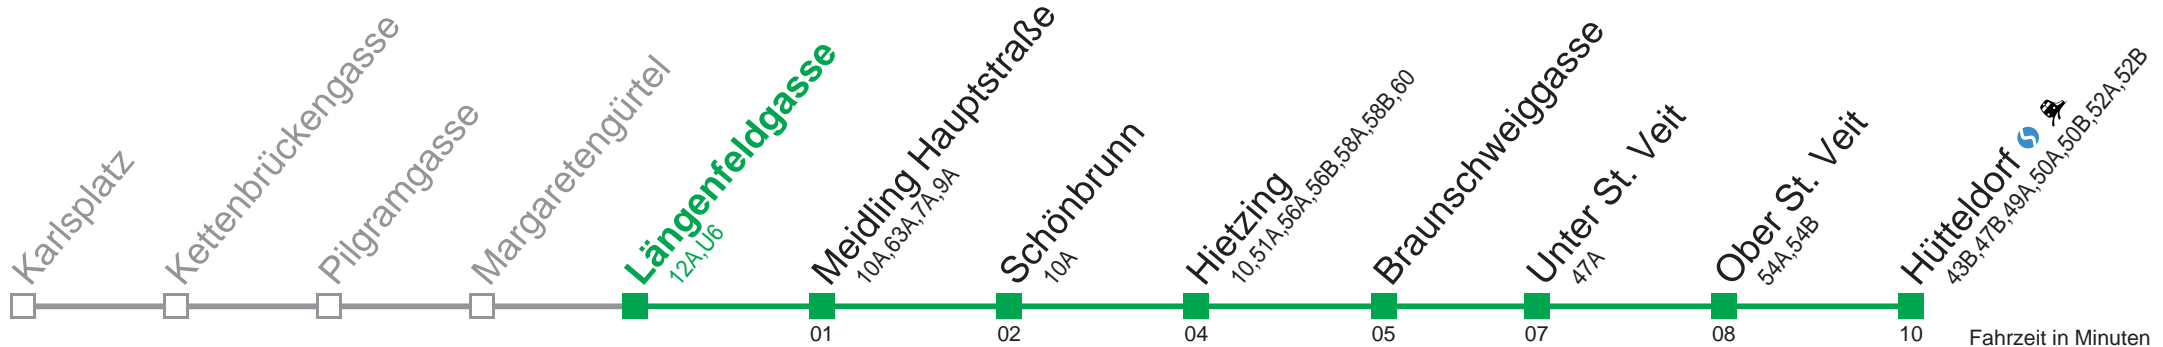 Karlsplatz
Kettenbrückengasse
Pilgramgasse
Margaretengürtel
Längenfeldgasse
12A,U6
Meidling Hauptstraße
10A,63A,7A,9A
Schönbrunn
10A
Hietzing
10,51A,56A,56B,58A,58B,60
Braunschweiggasse
Unter St. Veit
47A
Ober St. Veit
54A,54B
Hütteldorf
43B,47B,49A,50A,50B,52A,52B
01
02
04
05
07
08
10
Fahrzeit in Minuten